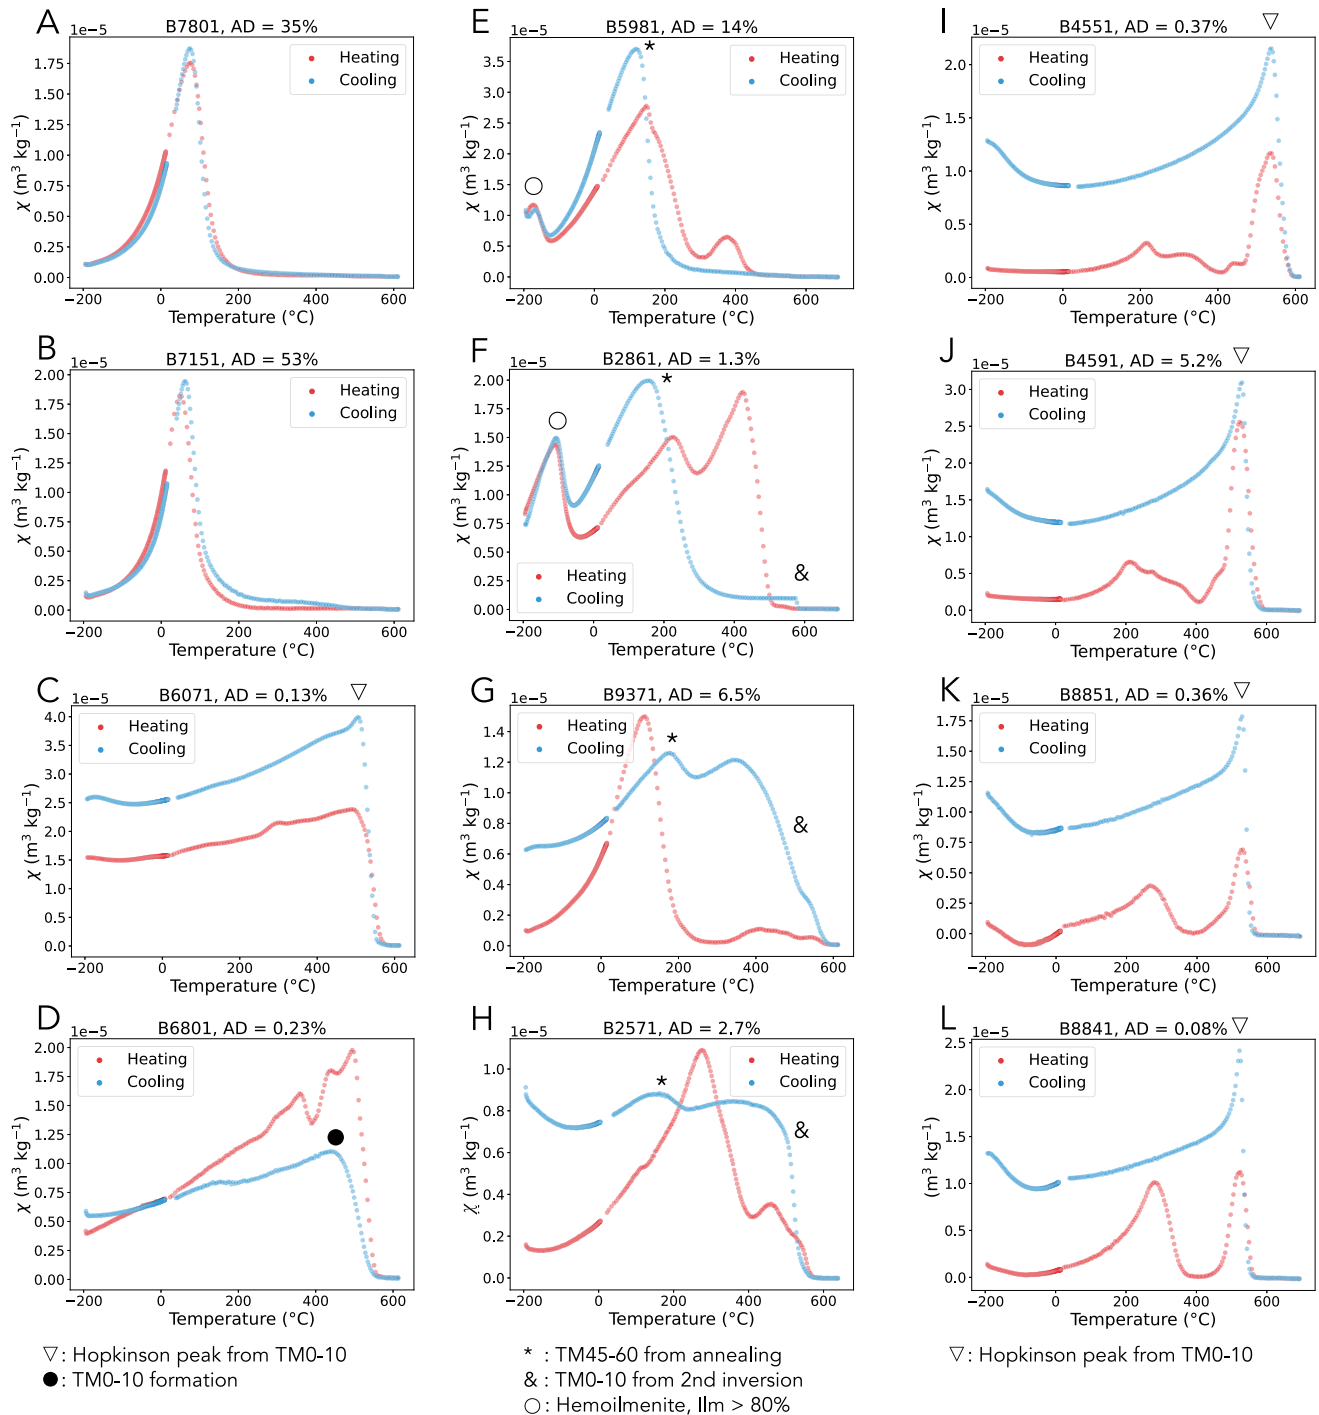 A
B7801, AD = 35%
1e−5
Heating
Cooling
χ (m³ kg⁻¹)
1.75
1.50
1.25
1.00
0.75
0.50
0.25
0.00
−200 0 200 400 600
Temperature (°C)
B
B7151, AD = 53%
1e−5
Heating
Cooling
χ (m³ kg⁻¹)
2.00
1.75
1.50
1.25
1.00
0.75
0.50
0.25
0.00
−200 0 200 400 600
Temperature (°C)
C
B6071, AD = 0.13% ▽
1e−5
Heating
Cooling
χ (m³ kg⁻¹)
4.0
3.5
3.0
2.5
2.0
1.5
1.0
0.5
0.0
−200 0 200 400 600
Temperature (°C)
D
B6801, AD = 0.23%
1e−5
Heating
Cooling
●
χ (m³ kg⁻¹)
2.00
1.75
1.50
1.25
1.00
0.75
0.50
0.25
0.00
−200 0 200 400 600
Temperature (°C)
▽: Hopkinson peak from TM0-10
●: TM0-10 formation
E
B5981, AD = 14%
1e−5
*
Heating
Cooling
○
χ (m³ kg⁻¹)
3.5
3.0
2.5
2.0
1.5
1.0
0.5
0.0
−200 0 200 400 600
Temperature (°C)
F
B2861, AD = 1.3%
1e−5
*
○
&
Heating
Cooling
χ (m³ kg⁻¹)
2.00
1.75
1.50
1.25
1.00
0.75
0.50
0.25
0.00
−200 0 200 400 600
Temperature (°C)
G
B9371, AD = 6.5%
1e−5
Heating
Cooling
*
&
χ (m³ kg⁻¹)
1.4
1.2
1.0
0.8
0.6
0.4
0.2
0.0
−200 0 200 400 600
Temperature (°C)
H
B2571, AD = 2.7%
1e−5
Heating
Cooling
*
&
χ (m³ kg⁻¹)
1.0
0.8
0.6
0.4
0.2
0.0
−200 0 200 400 600
Temperature (°C)
* : TM45-60 from annealing
& : TM0-10 from 2nd inversion
○ : Hemoilmenite, Ilm > 80%
I
B4551, AD = 0.37% ▽
1e−5
Heating
Cooling
χ (m³ kg⁻¹)
2.0
1.5
1.0
0.5
0.0
−200 0 200 400 600
Temperature (°C)
J
B4591, AD = 5.2% ▽
1e−5
Heating
Cooling
χ (m³ kg⁻¹)
3.0
2.5
2.0
1.5
1.0
0.5
0.0
−200 0 200 400 600
Temperature (°C)
K
B8851, AD = 0.36% ▽
1e−5
Heating
Cooling
χ (m³ kg⁻¹)
1.75
1.50
1.25
1.00
0.75
0.50
0.25
0.00
−200 0 200 400 600
Temperature (°C)
L
B8841, AD = 0.08% ▽
1e−5
Heating
Cooling
(m³ kg⁻¹)
2.5
2.0
1.5
1.0
0.5
0.0
−200 0 200 400 600
Temperature (°C)
▽: Hopkinson peak from TM0-10